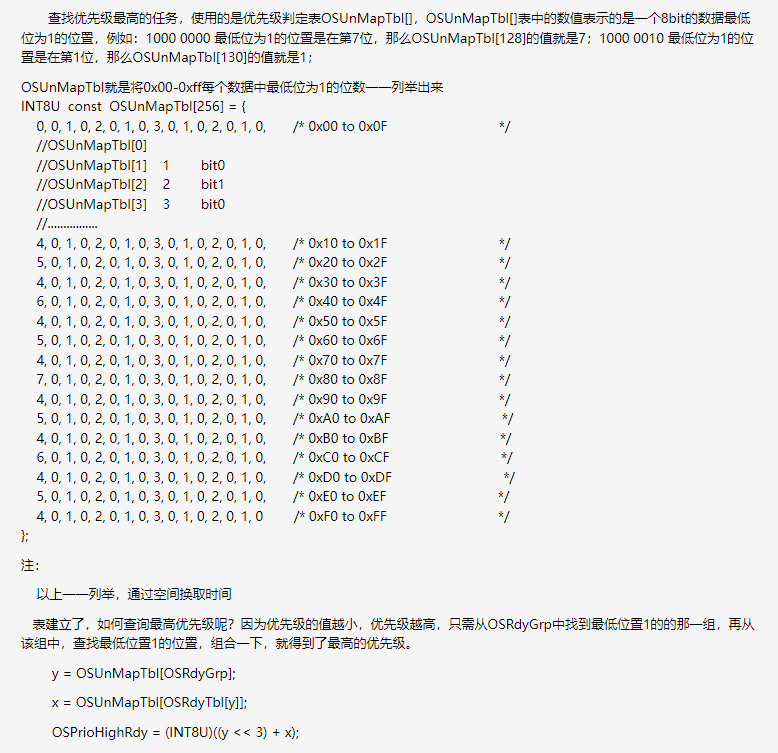 查找优先级最高的任务，使用的是优先级判定表OSUnMapTbl[]，OSUnMapTbl[]表中的数值表示的是一个8bit的数据最低
位为1的位置，例如：1000 0000 最低位为1的位置是在第7位，那么OSUnMapTbl[128]的值就是7；1000 0010 最低位为1的位
置是在第1位，那么OSUnMapTbl[130]的值就是1；
OSUnMapTbl就是将0x00-0xff每个数据中最低位为1的位数一一列举出来
INT8U const OSUnMapTbl[256] = {
0, 0, 1, 0, 2, 0, 1, 0, 3, 0, 1, 0, 2, 0, 1, 0, /* 0x00 to 0x0F */
//OSUnMapTbl[0]
//OSUnMapTbl[1] 1 bit0
//OSUnMapTbl[2] 2 bit1
//OSUnMapTbl[3] 3 bit0
//................
4, 0, 1, 0, 2, 0, 1, 0, 3, 0, 1, 0, 2, 0, 1, 0, /* 0x10 to 0x1F */
5, 0, 1, 0, 2, 0, 1, 0, 3, 0, 1, 0, 2, 0, 1, 0, /* 0x20 to 0x2F */
4, 0, 1, 0, 2, 0, 1, 0, 3, 0, 1, 0, 2, 0, 1, 0, /* 0x30 to 0x3F */
6, 0, 1, 0, 2, 0, 1, 0, 3, 0, 1, 0, 2, 0, 1, 0, /* 0x40 to 0x4F */
4, 0, 1, 0, 2, 0, 1, 0, 3, 0, 1, 0, 2, 0, 1, 0, /* 0x50 to 0x5F */
5, 0, 1, 0, 2, 0, 1, 0, 3, 0, 1, 0, 2, 0, 1, 0, /* 0x60 to 0x6F */
4, 0, 1, 0, 2, 0, 1, 0, 3, 0, 1, 0, 2, 0, 1, 0, /* 0x70 to 0x7F */
7, 0, 1, 0, 2, 0, 1, 0, 3, 0, 1, 0, 2, 0, 1, 0, /* 0x80 to 0x8F */
4, 0, 1, 0, 2, 0, 1, 0, 3, 0, 1, 0, 2, 0, 1, 0, /* 0x90 to 0x9F */
5, 0, 1, 0, 2, 0, 1, 0, 3, 0, 1, 0, 2, 0, 1, 0, /* 0xA0 to 0xAF */
4, 0, 1, 0, 2, 0, 1, 0, 3, 0, 1, 0, 2, 0, 1, 0, /* 0xB0 to 0xBF */
6, 0, 1, 0, 2, 0, 1, 0, 3, 0, 1, 0, 2, 0, 1, 0, /* 0xC0 to 0xCF */
4, 0, 1, 0, 2, 0, 1, 0, 3, 0, 1, 0, 2, 0, 1, 0, /* 0xD0 to 0xDF */
5, 0, 1, 0, 2, 0, 1, 0, 3, 0, 1, 0, 2, 0, 1, 0, /* 0xE0 to 0xEF */
4, 0, 1, 0, 2, 0, 1, 0, 3, 0, 1, 0, 2, 0, 1, 0 /* 0xF0 to 0xFF */
};
注：
以上一一列举，通过空间换取时间
表建立了，如何查询最高优先级呢？因为优先级的值越小，优先级越高，只需从OSRdyGrp中找到最低位置1的的那一组，再从
该组中，查找最低位置1的位置，组合一下，就得到了最高的优先级。
y = OSUnMapTbl[OSRdyGrp];
x = OSUnMapTbl[OSRdyTbl[y]];
OSPrioHighRdy = (INT8U)((y << 3) + x);